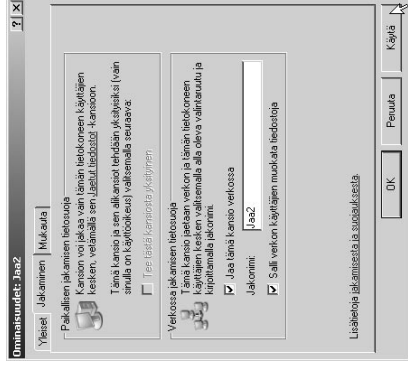 Ominaisuudet: Jaa2
Yleiset Jakaminen Mukauta
Paikallisen jakamisen tietosuoja
Kansion voi jakaa vain tämän tietokoneen käyttäjien
kesken, vetämällä sen Jaetut tiedostot -kansioon.
Tämä kansio ja sen alikansiot tehdään yksityisiksi (vain
sinulla on käyttöoikeus) valitsemalla seuraava:
Tee tästä kansiosta yksityinen
Verkossa jakamisen tietosuoja
Tämä kansio jaetaan verkon ja tämän tietokoneen
käyttäjien kesken valitsemalla alla oleva valintaruutu ja
kirjoittamalla jakonimi.
Jaa tämä kansio verkossa
Jakonimi: Jaa2
Salli verkon käyttäjien muokata tiedostoja
Lisätietoja jakamisesta ja suojauksesta.
OK Peruuta Käytä